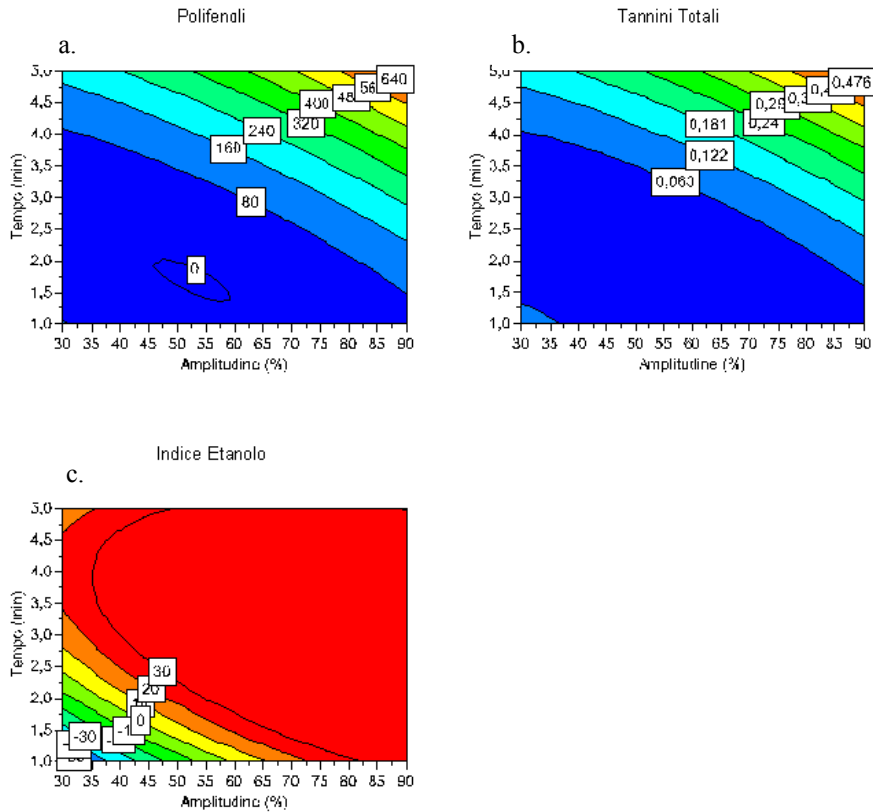 Polifenoli
a.
5,0
4,5
4,0
3,5
3,0
2,5
2,0
1,5
1,0
Tempo (min)
640
48
400
320
240
160
80
0
30 35 40 45 50 55 60 65 70 75 80 85 90
Amplitudine (%)
Tannini Totali
b.
5,0
4,5
4,0
3,5
3,0
2,5
2,0
1,5
1,0
Tempo (min)
0,476
0,24
0,181
0,122
0,063
30 35 40 45 50 55 60 65 70 75 80 85 90
Amplitudine (%)
Indice Etanolo
c.
5,0
4,5
4,0
3,5
3,0
2,5
2,0
1,5
1,0
Tempo (min)
30
20
0
-30
30 35 40 45 50 55 60 65 70 75 80 85 90
Amplitudine (%)